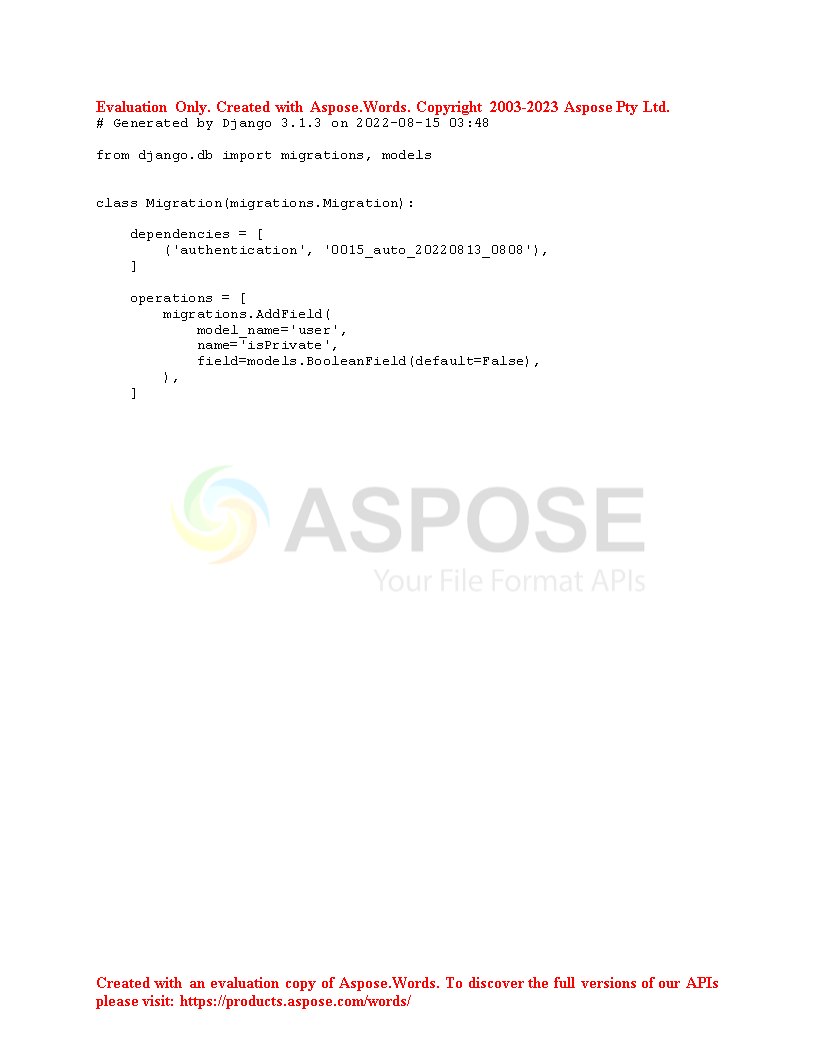 Evaluation Only. Created with Aspose.Words. Copyright 2003-2023 Aspose Pty Ltd.
# Generated by Django 3.1.3 on 2022-08-15 03:48

from django.db import migrations, models


class Migration(migrations.Migration):

    dependencies = [
        ('authentication', '0015_auto_20220813_0808'),
    ]

    operations = [
        migrations.AddField(
            model_name='user',
            name='isPrivate',
            field=models.BooleanField(default=False),
        ),
    ]
ASPOSE
Your File Format APIs
Created with an evaluation copy of Aspose.Words. To discover the full versions of our APIs
please visit: https://products.aspose.com/words/